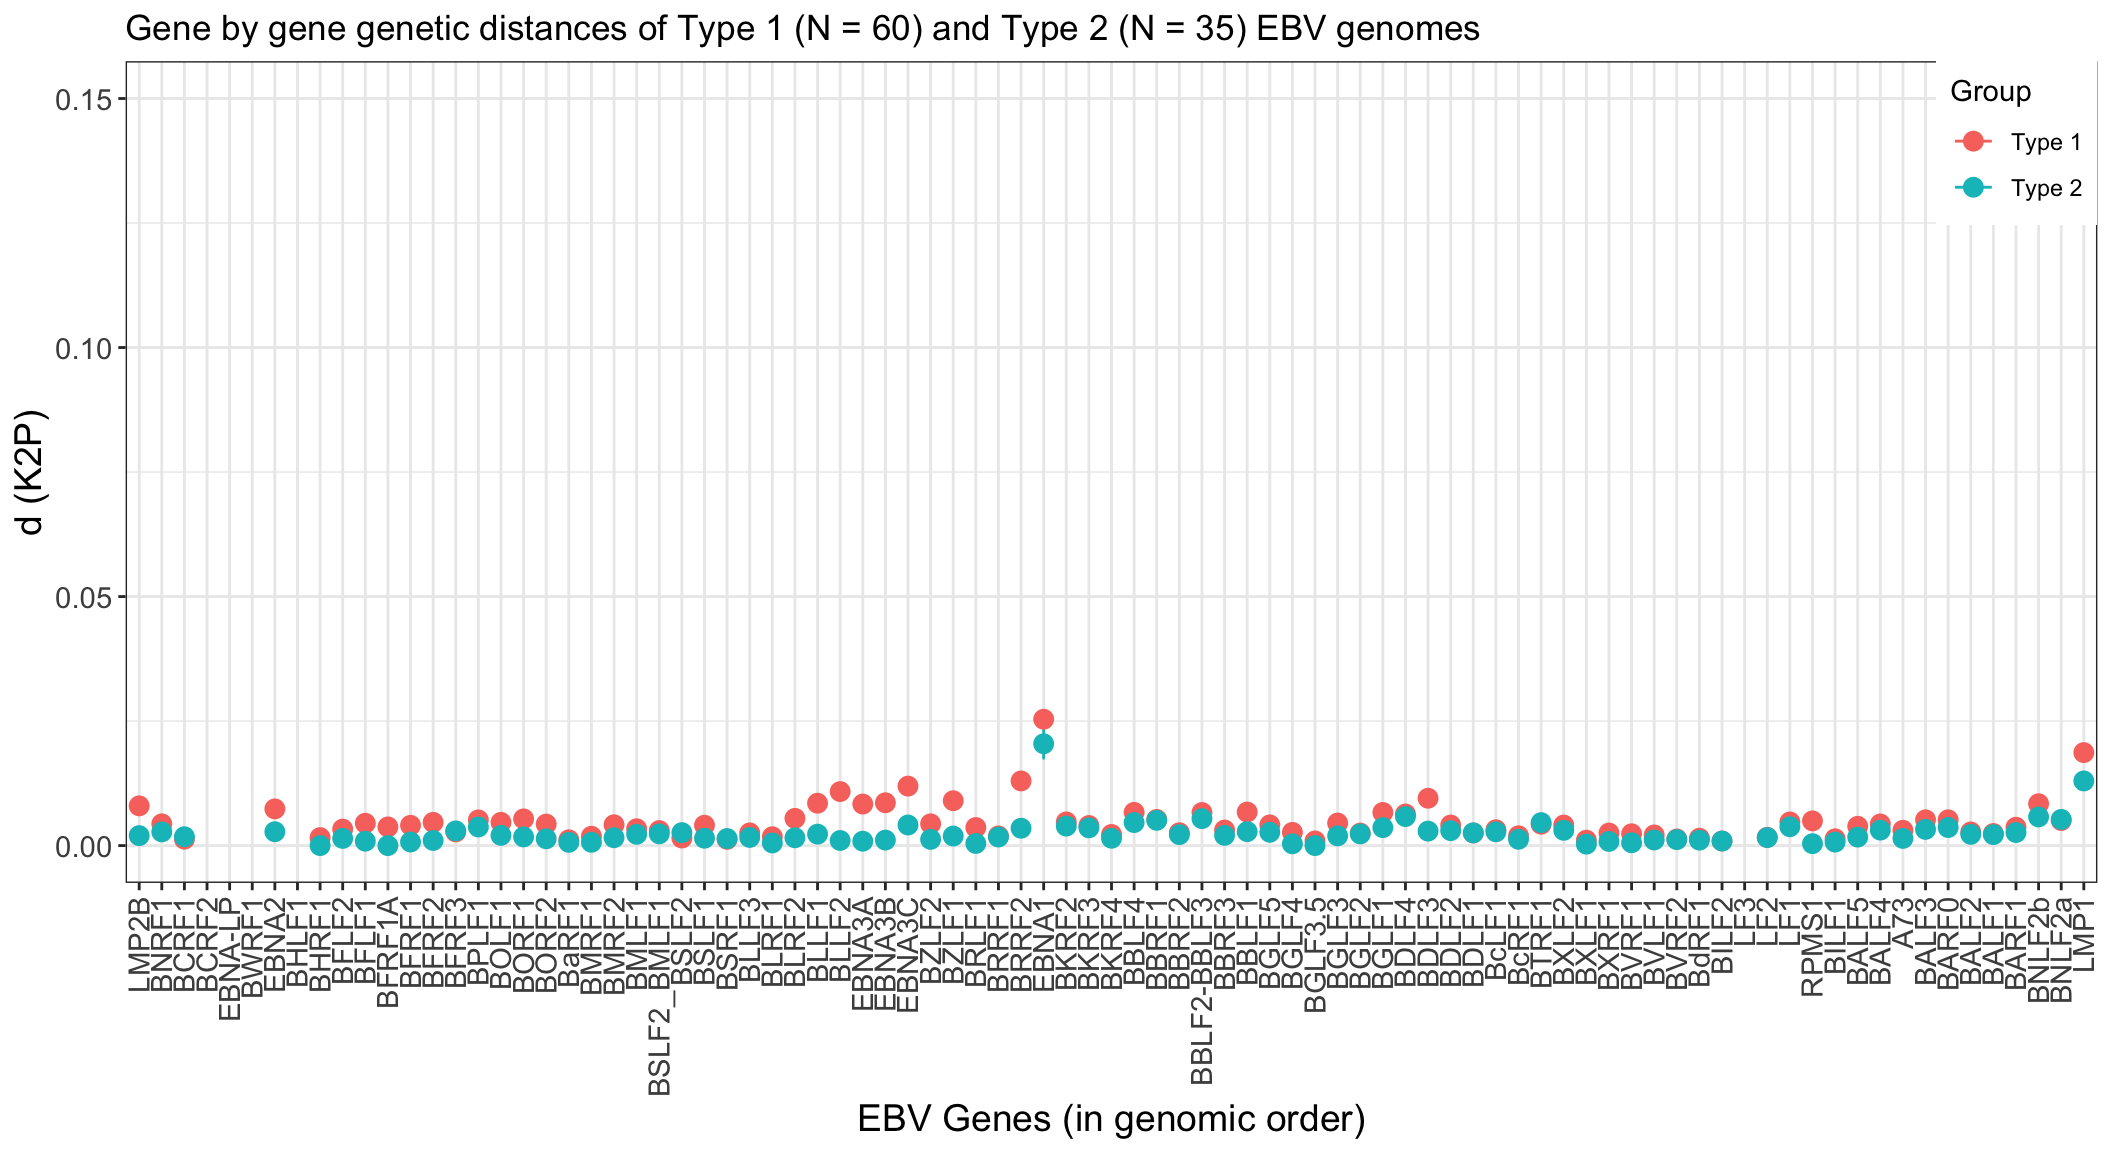 Gene by gene genetic distances of Type 1 (N = 60) and Type 2 (N = 35) EBV genomes
Group
Type 1
Type 2
d (K2P)
0.15
0.10
0.05
0.00
LMP2B
BNRF1
BCRF1
BCRF2
EBNA-LP
BWRF1
EBNA2
BHLF1
BHRF1
BFLF2
BFLF1
BFRF1A
BFRF1
BFRF2
BFRF3
BPLF1
BOLF1
BORF1
BORF2
BaRF1
BMRF1
BMRF2
BMLF1
BSLF2_BMLF1
BSLF2
BSLF1
BSRF1
BLLF3
BLRF1
BLRF2
BLLF1
BLLF2
EBNA3A
EBNA3B
EBNA3C
BZLF2
BZLF1
BRLF1
BRRF1
BRRF2
EBNA1
BKRF2
BKRF3
BKRF4
BBLF4
BBRF1
BBRF2
BBLF2-BBLF3
BBRF3
BBLF1
BGLF5
BGLF4
BGLF3.5
BGLF3
BGLF2
BGLF1
BDLF4
BDLF3
BDLF2
BDLF1
BcLF1
BcRF1
BTRF1
BXLF2
BXLF1
BXRF1
BVRF1
BVLF1
BVRF2
BdRF1
BILF2
LF3
LF2
LF1
RPMS1
BILF1
BALF5
BALF4
A73
BALF3
BARF0
BALF2
BALF1
BARF1
BNLF2b
BNLF2a
LMP1
EBV Genes (in genomic order)